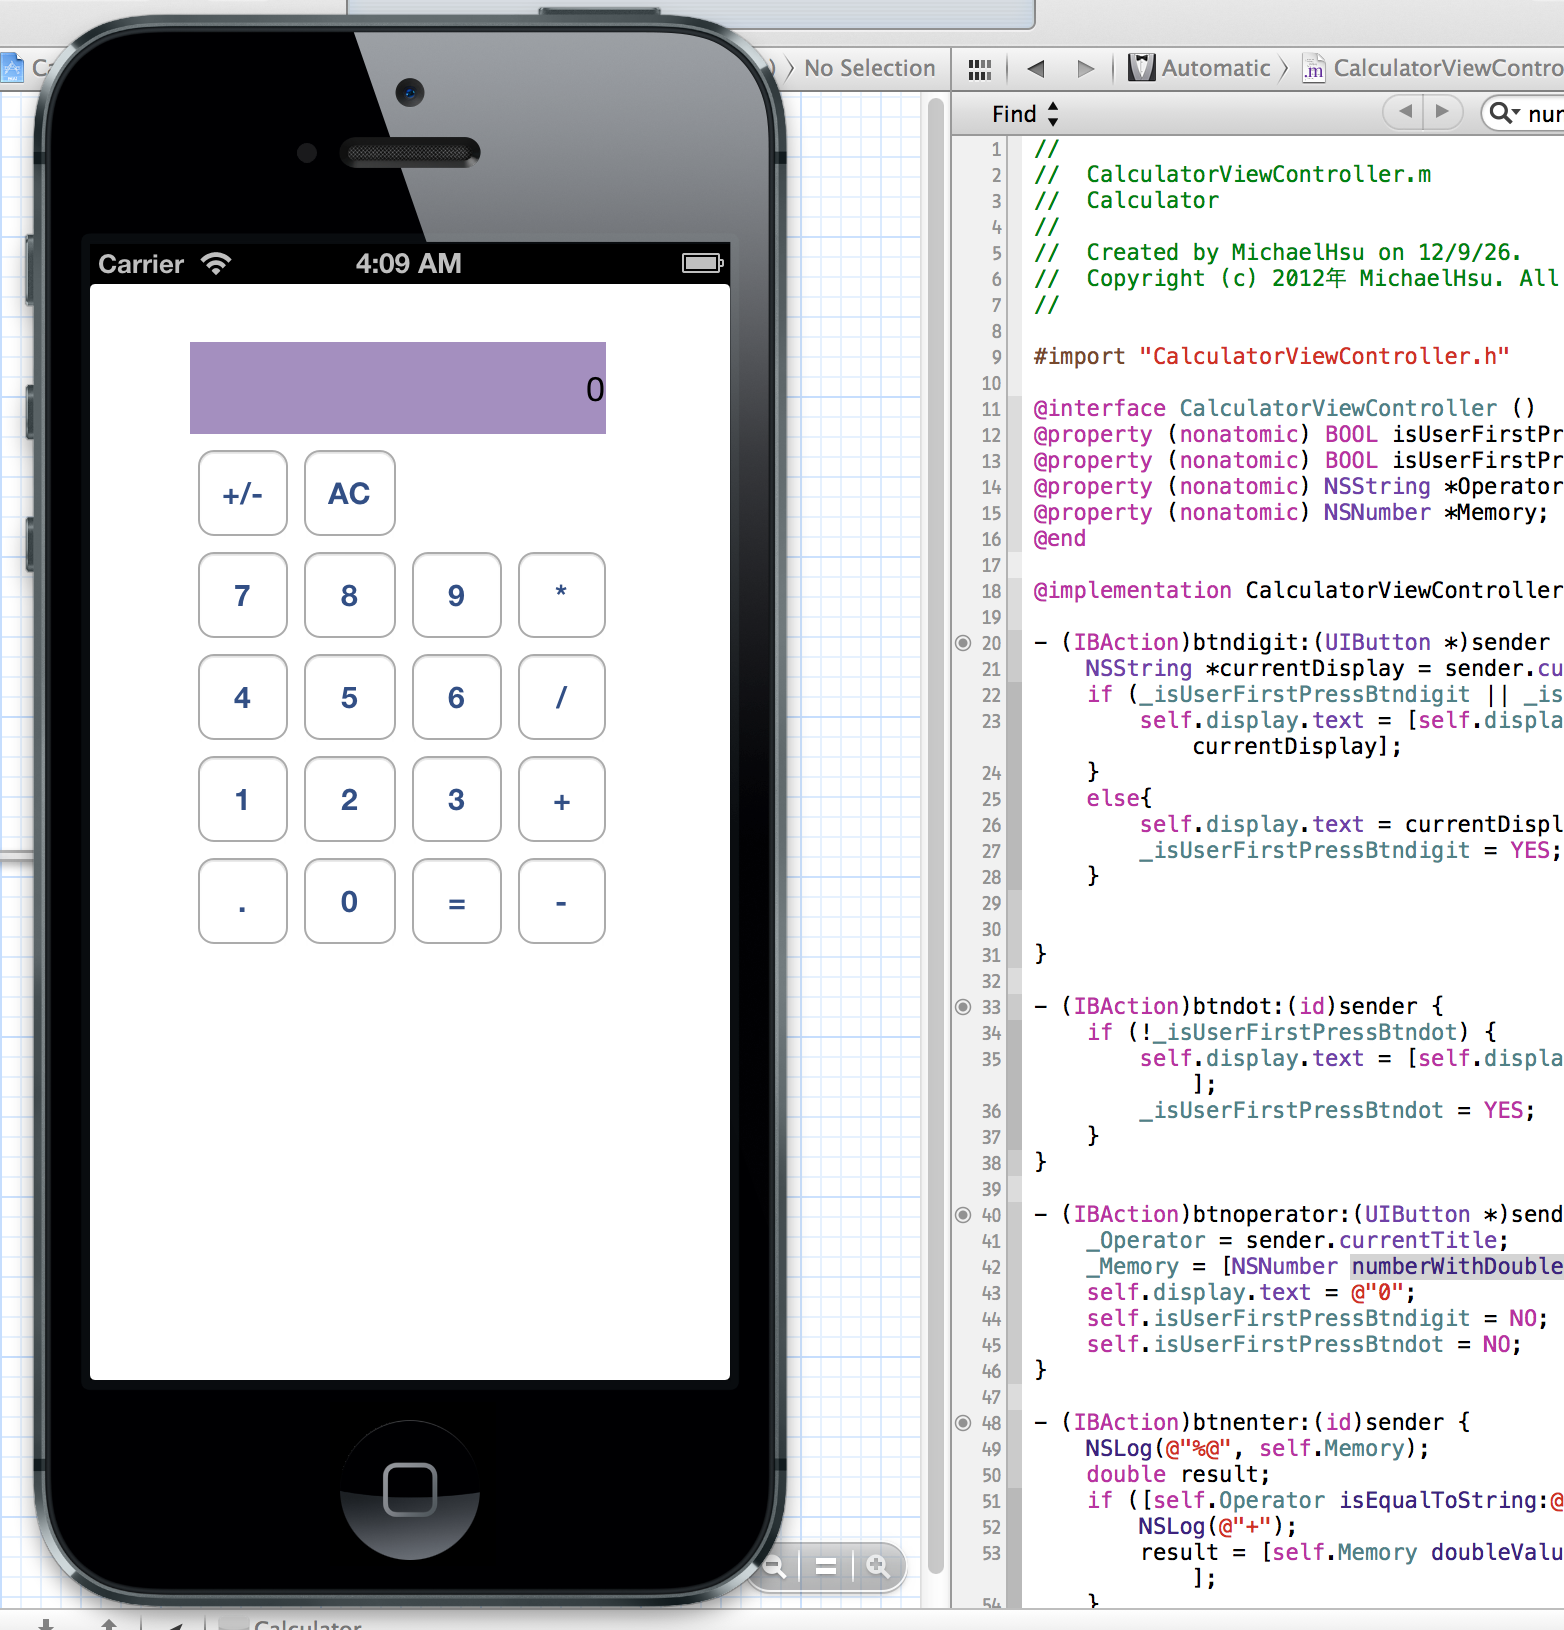 No Selection
Automatic
CalculatorViewContro
Find
Carrier
4:09 AM
0
+/-
AC
7
8
9
*
4
5
6
/
1
2
3
+
.
0
=
-
1 //
2 //  CalculatorViewController.m
3 //  Calculator
4 //
5 //  Created by MichaelHsu on 12/9/26.
6 //  Copyright (c) 2012年 MichaelHsu. All
7 //
8
9 #import "CalculatorViewController.h"
10
11 @interface CalculatorViewController ()
12 @property (nonatomic) BOOL isUserFirstPr
13 @property (nonatomic) BOOL isUserFirstPr
14 @property (nonatomic) NSString *Operator
15 @property (nonatomic) NSNumber *Memory;
16 @end
17
18 @implementation CalculatorViewController
19
20 - (IBAction)btndigit:(UIButton *)sender
21     NSString *currentDisplay = sender.cu
22     if (_isUserFirstPressBtndigit || _is
23         self.display.text = [self.displa
currentDisplay];
24     }
25     else{
26         self.display.text = currentDispl
27         _isUserFirstPressBtndigit = YES;
28     }
29
30
31 }
32
33 - (IBAction)btndot:(id)sender {
34     if (!_isUserFirstPressBtndot) {
35         self.display.text = [self.displa
];
36         _isUserFirstPressBtndot = YES;
37     }
38 }
39
40 - (IBAction)btnoperator:(UIButton *)send
41     _Operator = sender.currentTitle;
42     _Memory = [NSNumber numberWithDouble
43     self.display.text = @"0";
44     self.isUserFirstPressBtndigit = NO;
45     self.isUserFirstPressBtndot = NO;
46 }
47
48 - (IBAction)btnenter:(id)sender {
49     NSLog(@"%@", self.Memory);
50     double result;
51     if ([self.Operator isEqualToString:@
52         NSLog(@"+");
53         result = [self.Memory doubleValu
];
54     }
Calculator